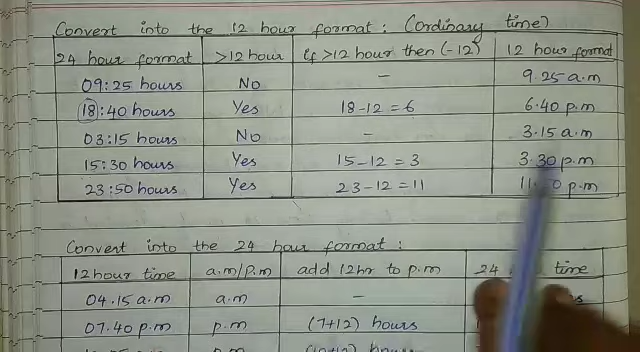 Convert into the 12 hour format: (ordinary time)
24 hour format >12 hour if >12 hour then (-12) 12 hour format
09:25 hours No - 9.25 a.m
18:40 hours Yes 18-12=6 6.40 p.m
03:15 hours No - 3.15 a.m
15:30 hours Yes 15-12=3 3.30 p.m
23:50 hours Yes 23-12=11 p.m
Convert into the 24 hour format:
12 hour time a.m/p.m add 12hr to p.m 24 time
04.15 a.m a.m -
07.40 p.m p.m (7+12) hours